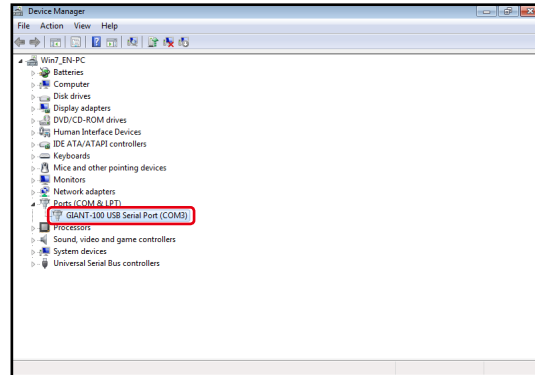 Device Manager
File Action View Help
Win7_EN-PC
Batteries
Computer
Disk drives
Display adapters
DVD/CD-ROM drives
Human Interface Devices
IDE ATA/ATAPI controllers
Keyboards
Mice and other pointing devices
Monitors
Network adapters
Ports (COM & LPT)
GIANT-100 USB Serial Port (COM3)
Processors
Sound, video and game controllers
System devices
Universal Serial Bus controllers